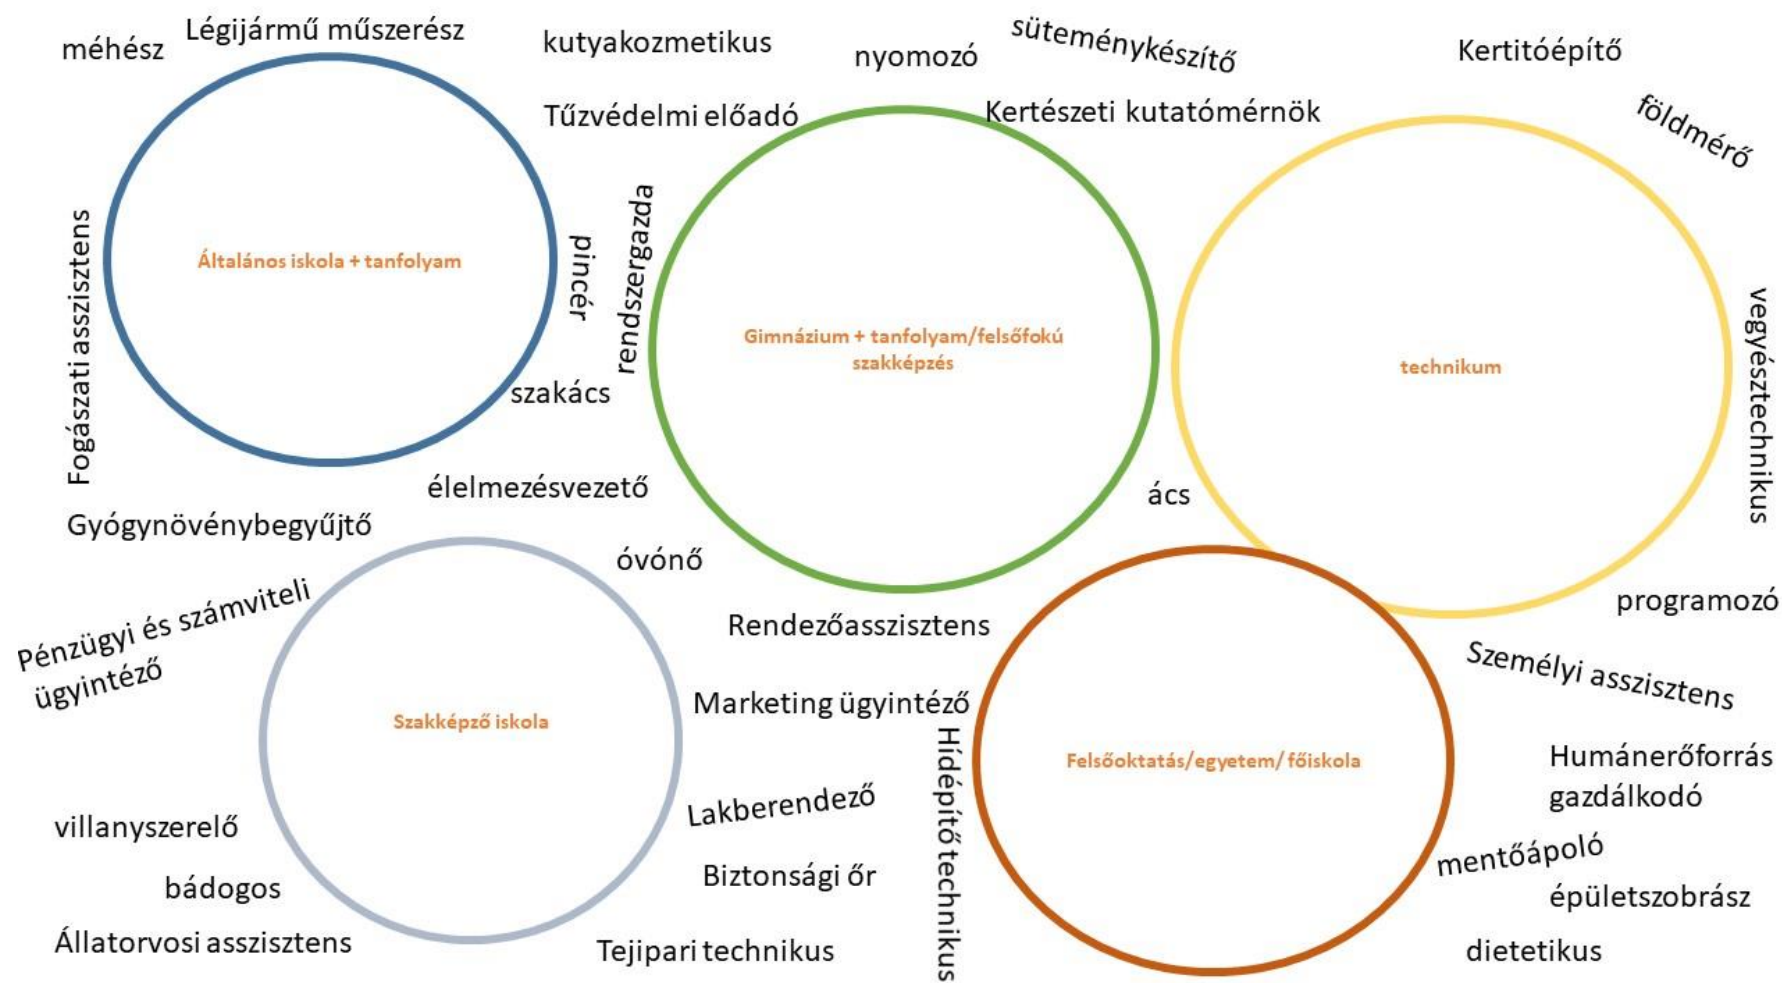 méhész
Légijármű műszerész
kutyakozmetikus
nyomozó
süteménykészítő
Kertitóépítő
Tűzvédelmi előadó
Kertészeti kutatómérnök
földmérő
Fogászati asszisztens
Általános iskola + tanfolyam
pincér
rendszergazda
Gimnázium + tanfolyam/felsőfokú
szakképzés
technikum
vegyésztechnikus
szakács
élelmezésvezető
ács
Gyógynövénybegyűjtő
óvónő
Pénzügyi és számviteli
ügyintéző
Rendezőasszisztens
programozó
Személyi asszisztens
Szakképző iskola
Marketing ügyintéző
Hídépítő technikus
Felsőoktatás/egyetem/ főiskola
Humánerőforrás
gazdálkodó
villanyszerelő
Lakberendező
mentőápoló
bádogos
Biztonsági őr
épületszobrász
Állatorvosi asszisztens
Tejipari technikus
dietetikus